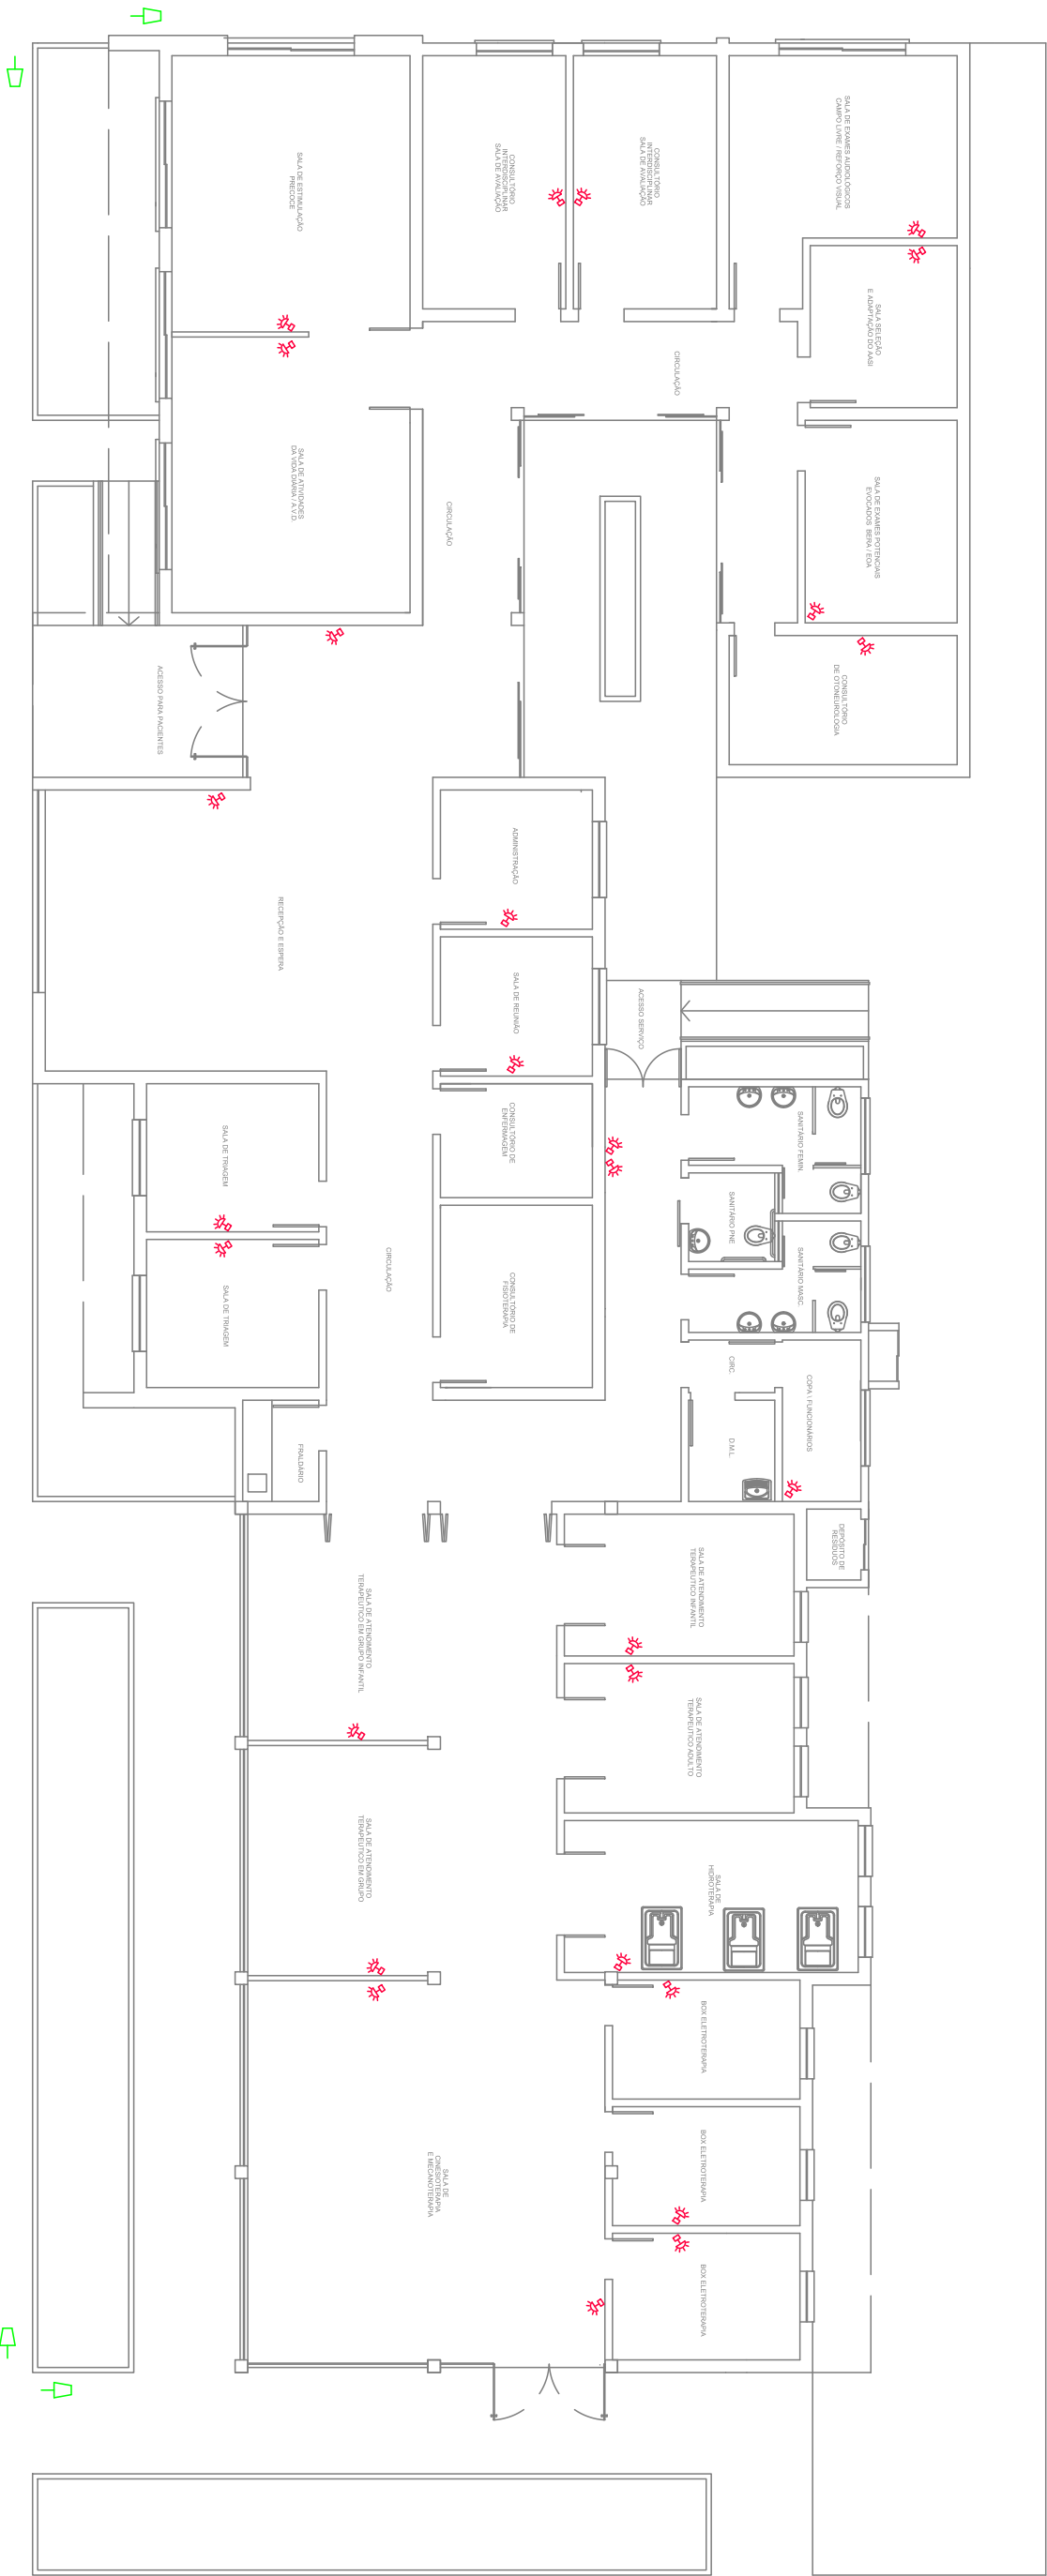 SALA DE ESTIMULAÇÃO
PRECOCE
CONSULTÓRIO
INTERDISCIPLINAR
SALA DE AVALIAÇÃO
CONSULTÓRIO
INTERDISCIPLINAR
SALA DE AVALIAÇÃO
SALA DE EXAMES AUDIOLÓGICOS
CAMPO LIVRE / REFORÇO VISUAL
SALA SELEÇÃO
E ADAPTAÇÃO DO AASI
CIRCULAÇÃO
SALA DE ATIVIDADES
DA VIDA DIÁRIA / A.V.D.
CIRCULAÇÃO
SALA DE EXAMES POTENCIAIS
EVOCADOS BERA / EOA
ACESSO PARA PACIENTES
CONSULTÓRIO
DE OTONEUROLOGIA
RECEPÇÃO E ESPERA
ADMINISTRAÇÃO
SALA DE REUNIÃO
ACESSO SERVIÇO
SALA DE TRIAGEM
CONSULTÓRIO DE
ENFERMAGEM
SANITÁRIO FEMIN.
SANITÁRIO PNE
SANITÁRIO MASC.
SALA DE TRIAGEM
CIRCULAÇÃO
CONSULTÓRIO DE
FISIOTERAPIA
CIRC.
COPA \ FUNCIONÁRIOS
FRALDÁRIO
D.M.L.
DEPÓSITO DE
RESÍDUOS
SALA DE ATENDIMENTO
TERAPEUTICO EM GRUPO INFANTIL
SALA DE ATENDIMENTO
TERAPEUTICO INFANTIL
SALA DE ATENDIMENTO
TERAPEUTICO ADULTO
SALA DE ATENDIMENTO
TERAPEUTICO EM GRUPO
SALA DE
HIDROTERAPIA
BOX ELETROTERAPIA
BOX ELETROTERAPIA
SALA DE
CINESIOTERAPIA
E MECANOTERAPIA
BOX ELETROTERAPIA